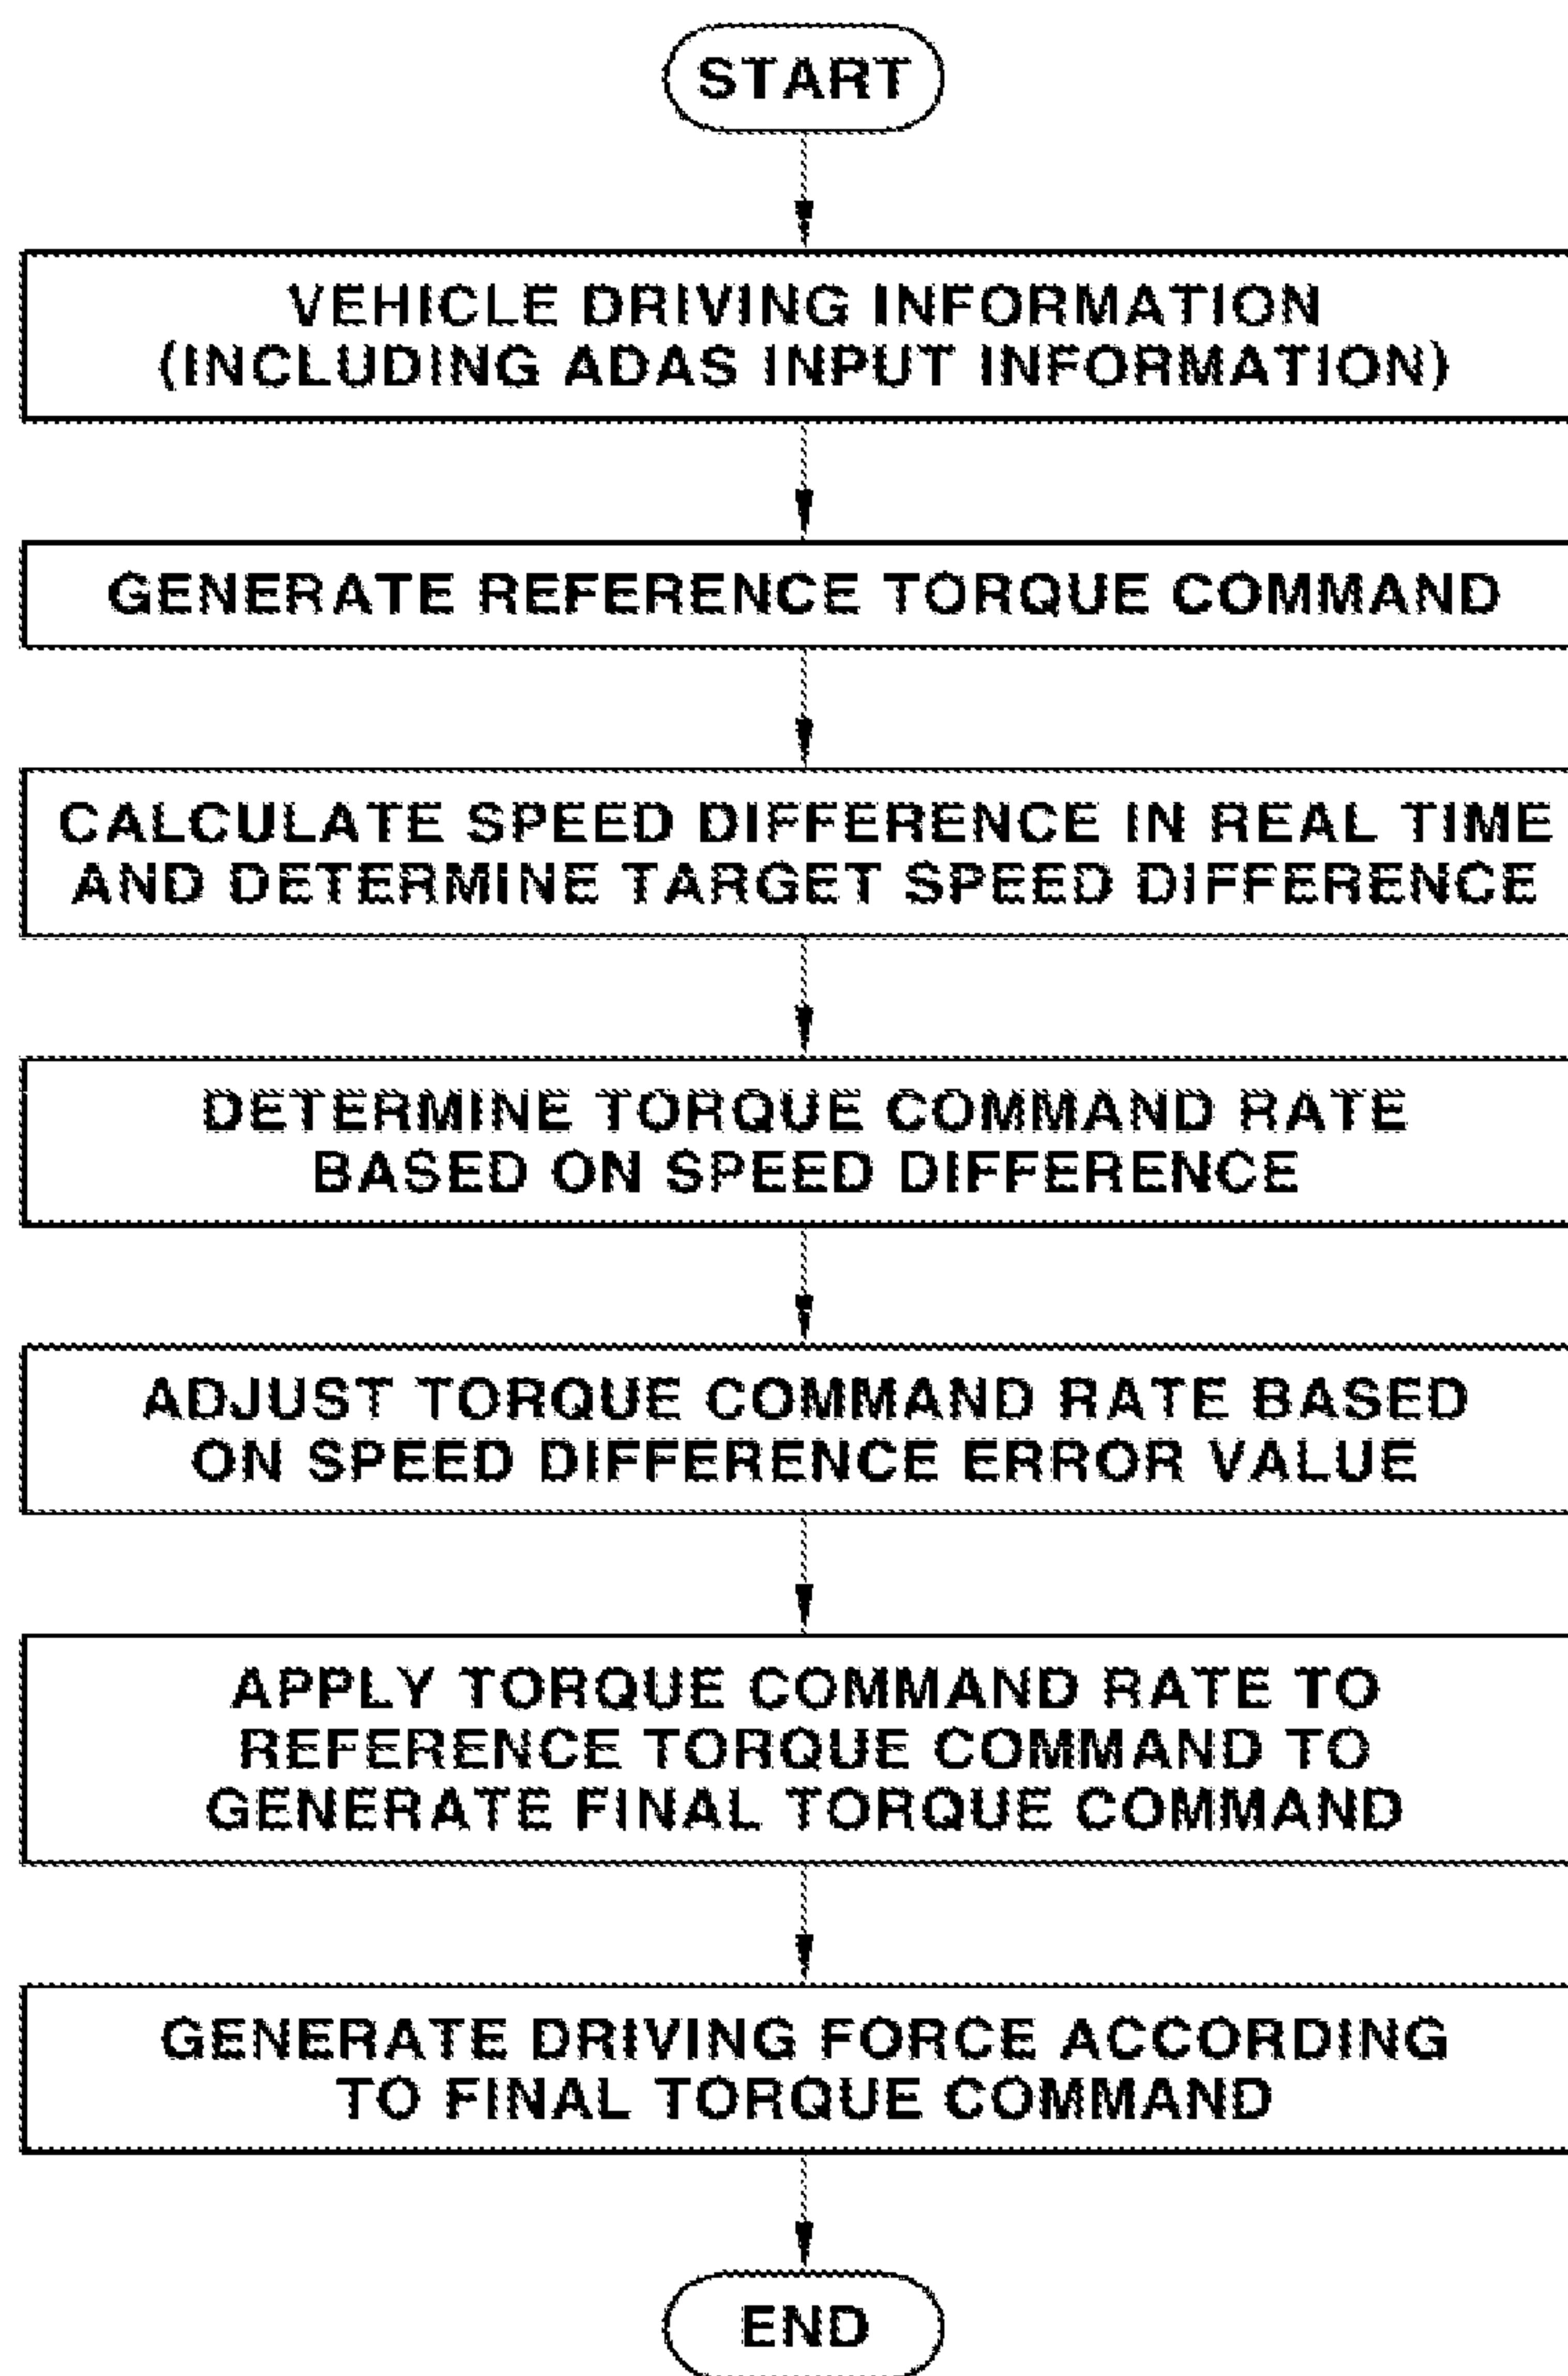 START
VEHICLE DRIVING INFORMATION
(INCLUDING ADAS INPUT INFORMATION)
GENERATE REFERENCE TORQUE COMMAND
CALCULATE SPEED DIFFERENCE IN REAL TIME
AND DETERMINE TARGET SPEED DIFFERENCE
DETERMINE TORQUE COMMAND RATE
BASED ON SPEED DIFFERENCE
ADJUST TORQUE COMMAND RATE BASED
ON SPEED DIFFERENCE ERROR VALUE
APPLY TORQUE COMMAND RATE TO
REFERENCE TORQUE COMMAND TO
GENERATE FINAL TORQUE COMMAND
GENERATE DRIVING FORCE ACCORDING
TO FINAL TORQUE COMMAND
END